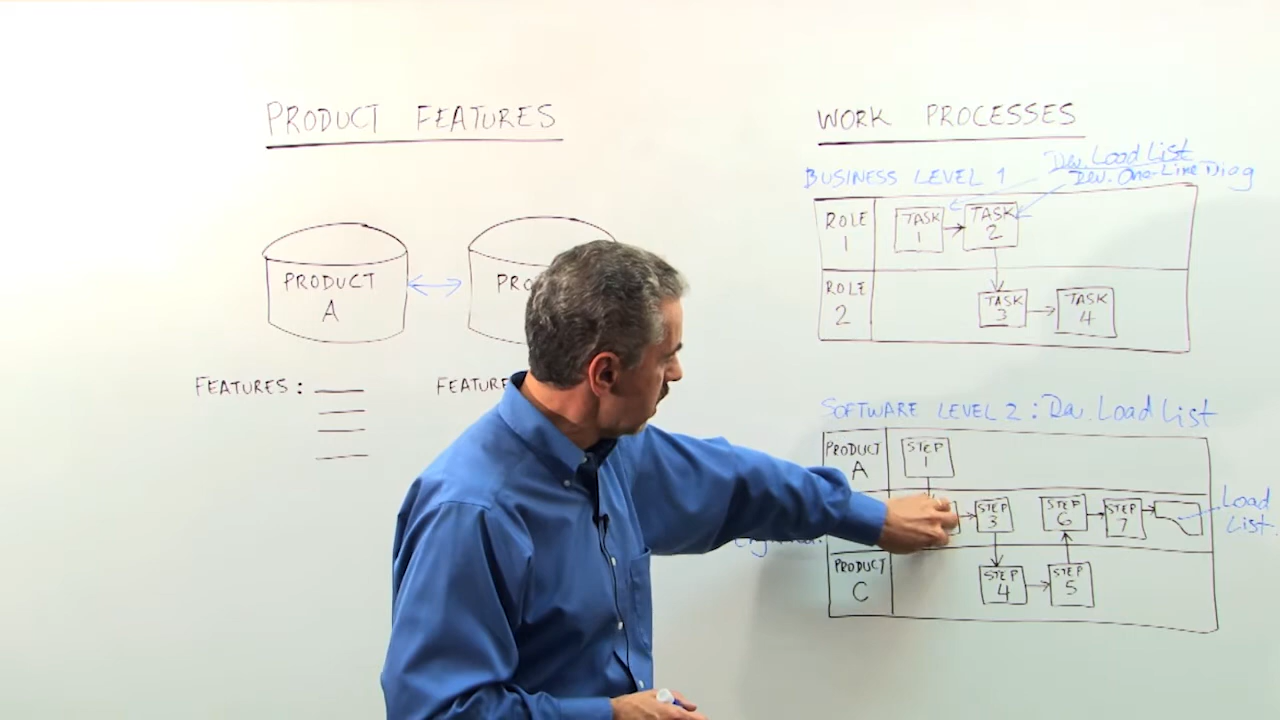 PRODUCT FEATURES
PRODUCT
A
FEATURES :
WORK PROCESSES
Dev. Load List
BUSINESS LEVEL 1
Dev. One-Line Diag
ROLE
1
TASK
1
TASK
2
ROLE
2
TASK
3
TASK
4
SOFTWARE LEVEL 2 : Dev. Load List
PRODUCT
A
STEP
1
STEP
3
STEP
6
STEP
7
Load
List
PRODUCT
C
STEP
4
STEP
5